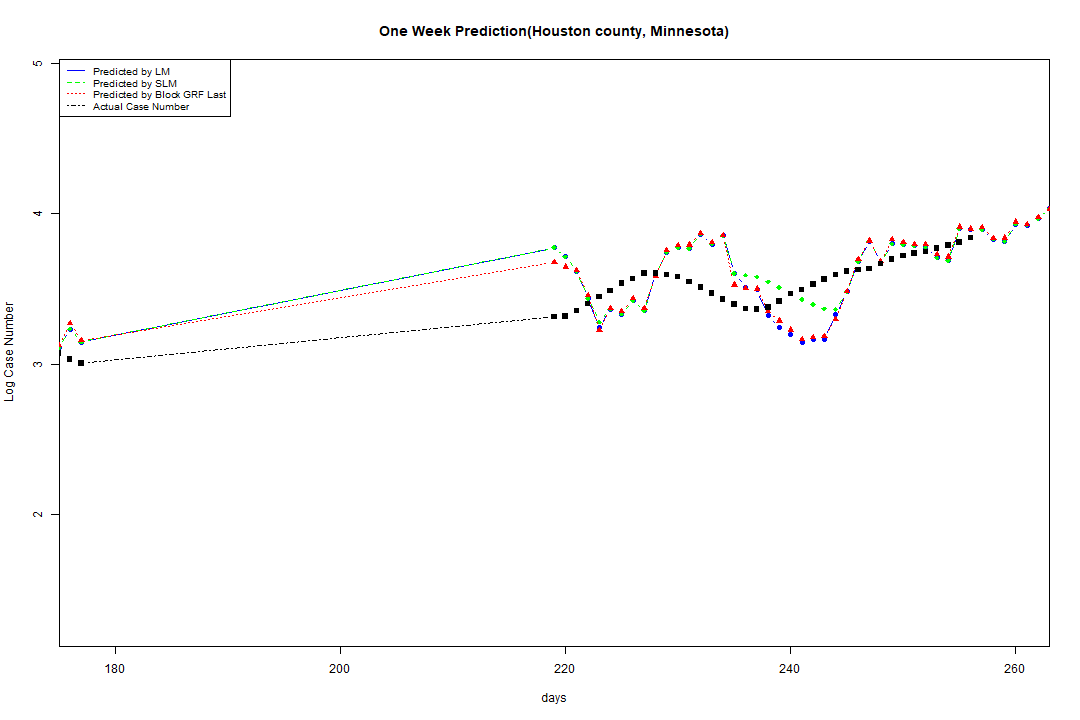 One Week Prediction(Houston county, Minnesota)
5
Predicted by LM
Predicted by SLM
Predicted by Block GRF Last
Actual Case Number
4
Log Case Number
3
2
180 200 220 240 260
days